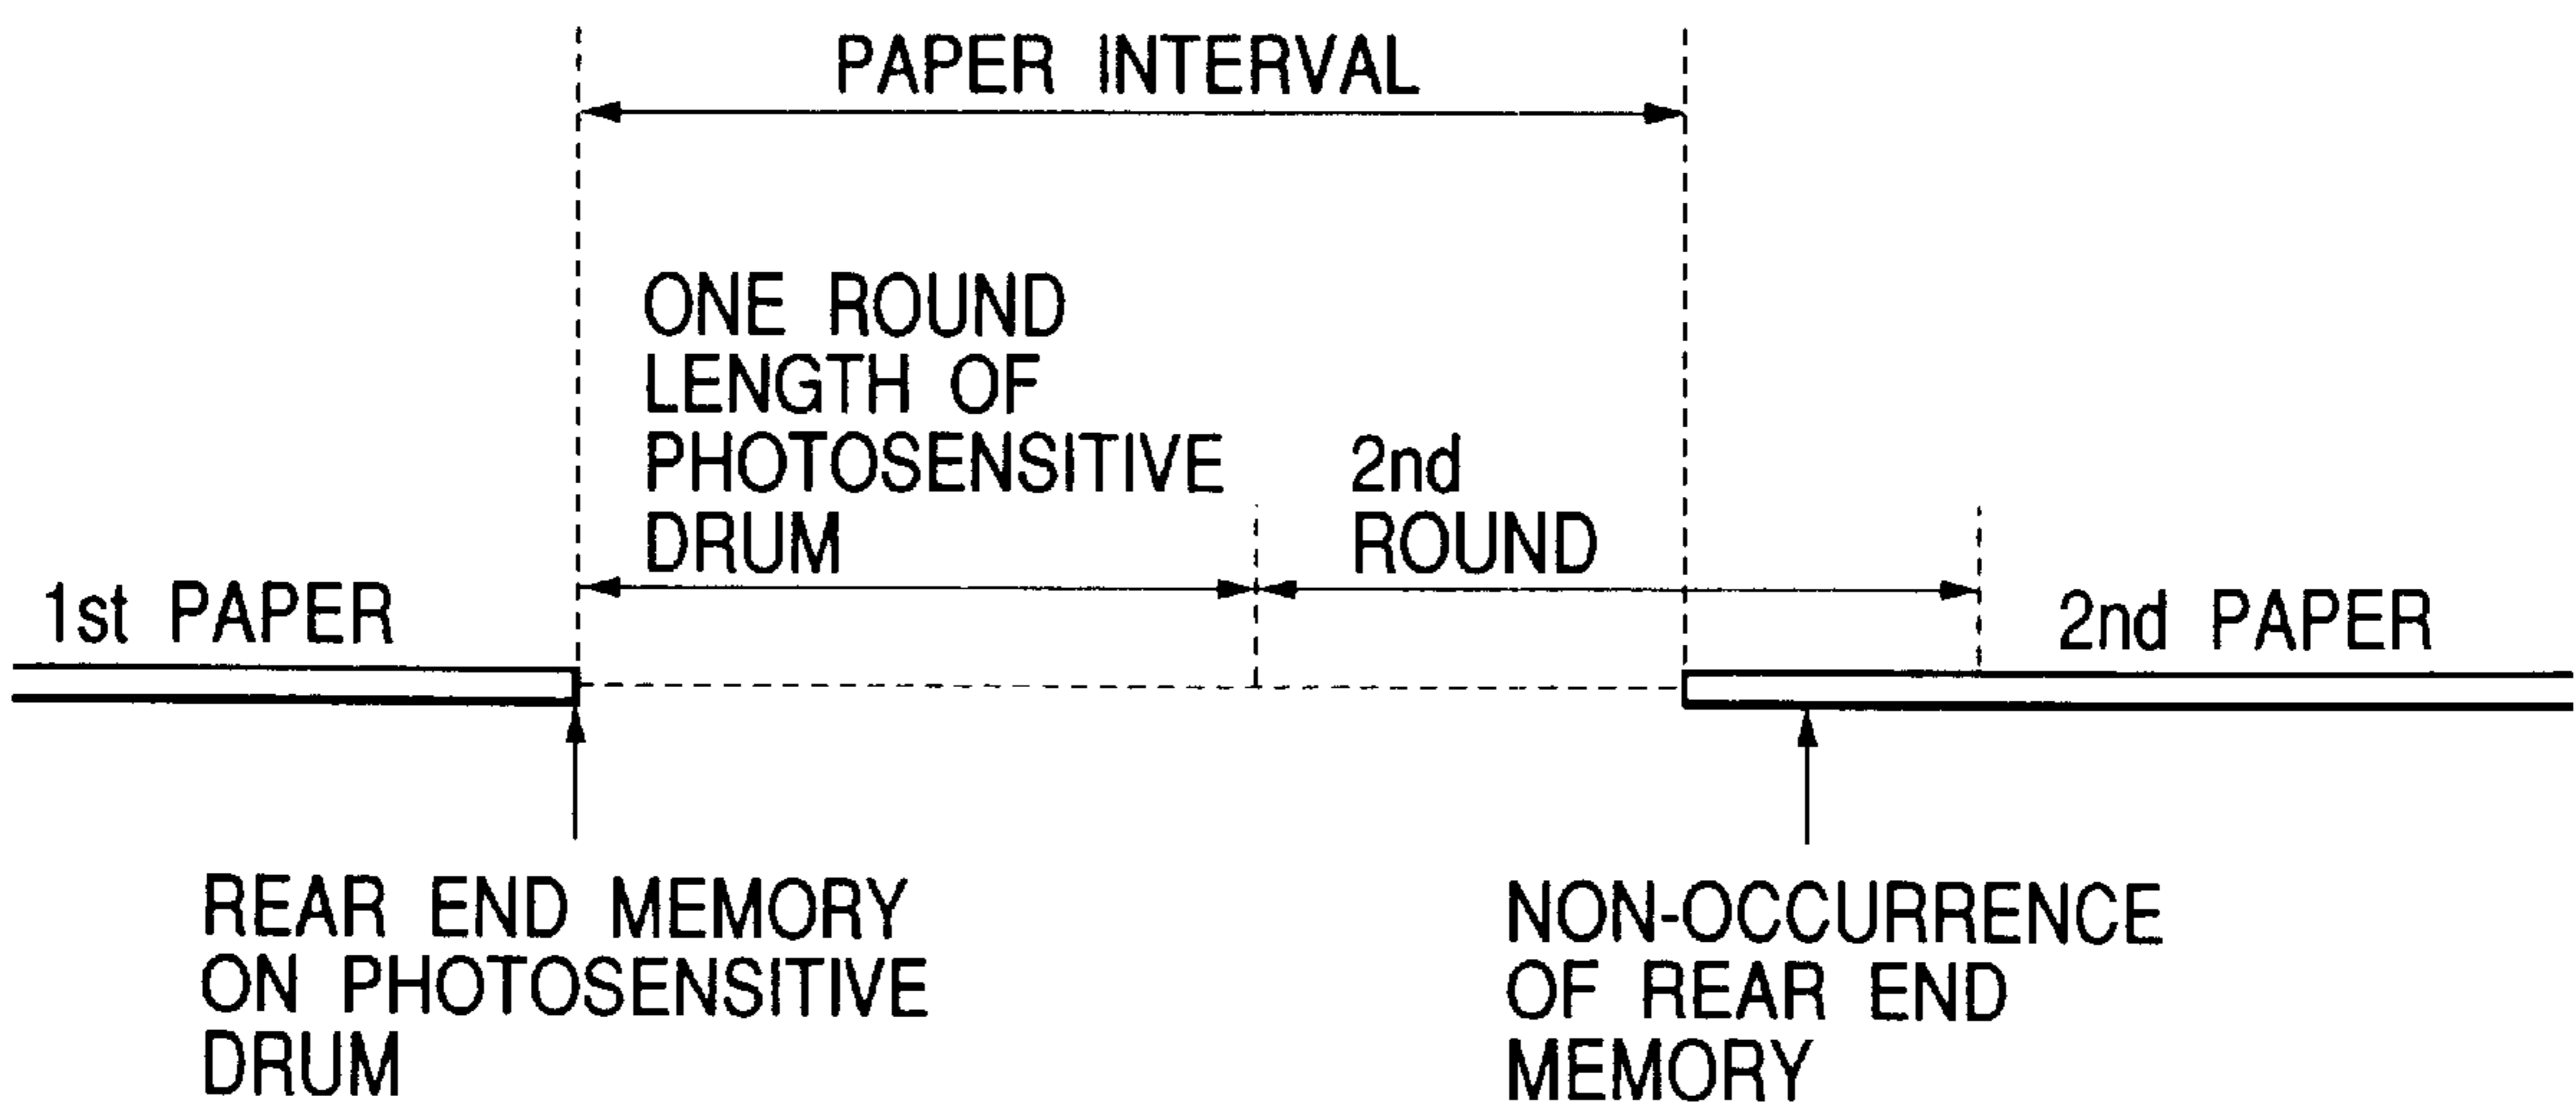 PAPER INTERVAL
ONE ROUND
LENGTH OF
PHOTOSENSITIVE
DRUM
2nd
ROUND
1st PAPER
2nd PAPER
REAR END MEMORY
ON PHOTOSENSITIVE
DRUM
NON-OCCURRENCE
OF REAR END
MEMORY